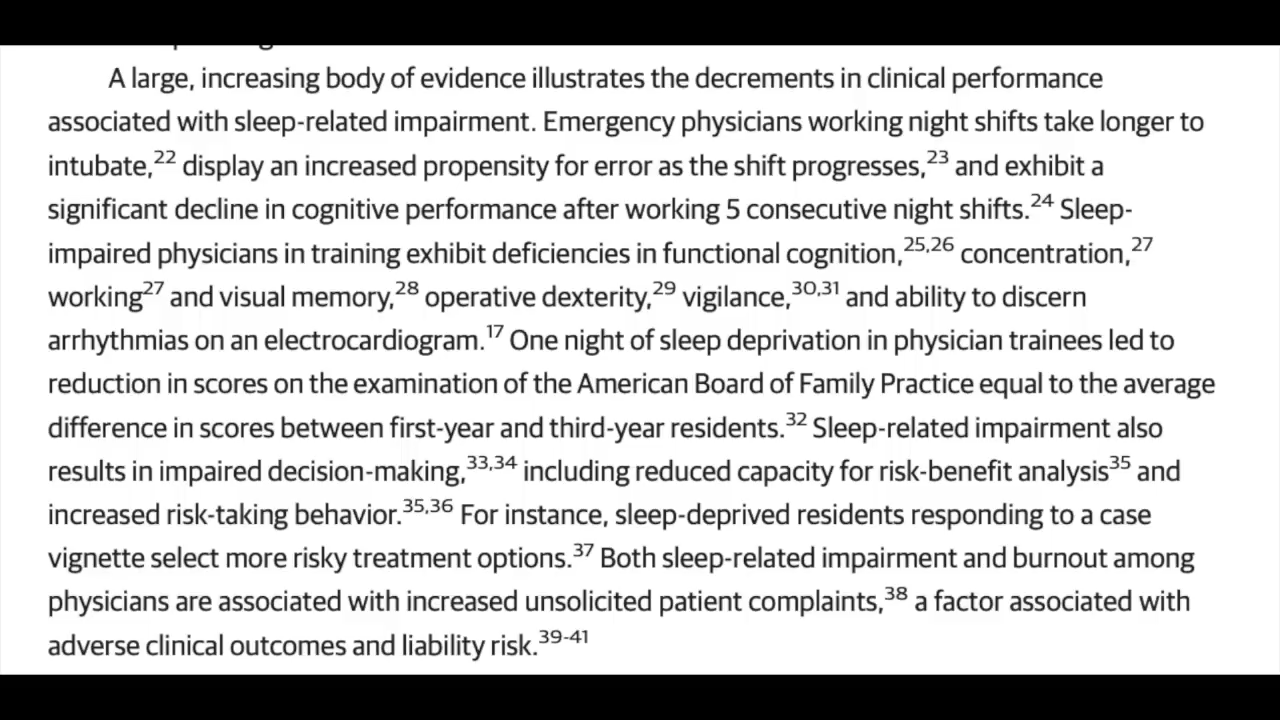 A large, increasing body of evidence illustrates the decrements in clinical performance
associated with sleep-related impairment. Emergency physicians working night shifts take longer to
intubate,22 display an increased propensity for error as the shift progresses,23 and exhibit a
significant decline in cognitive performance after working 5 consecutive night shifts.24 Sleep-
impaired physicians in training exhibit deficiencies in functional cognition,25,26 concentration,27
working27 and visual memory,28 operative dexterity,29 vigilance,30,31 and ability to discern
arrhythmias on an electrocardiogram.17 One night of sleep deprivation in physician trainees led to
reduction in scores on the examination of the American Board of Family Practice equal to the average
difference in scores between first-year and third-year residents.32 Sleep-related impairment also
results in impaired decision-making,33,34 including reduced capacity for risk-benefit analysis35 and
increased risk-taking behavior.35,36 For instance, sleep-deprived residents responding to a case
vignette select more risky treatment options.37 Both sleep-related impairment and burnout among
physicians are associated with increased unsolicited patient complaints,38 a factor associated with
adverse clinical outcomes and liability risk.39-41